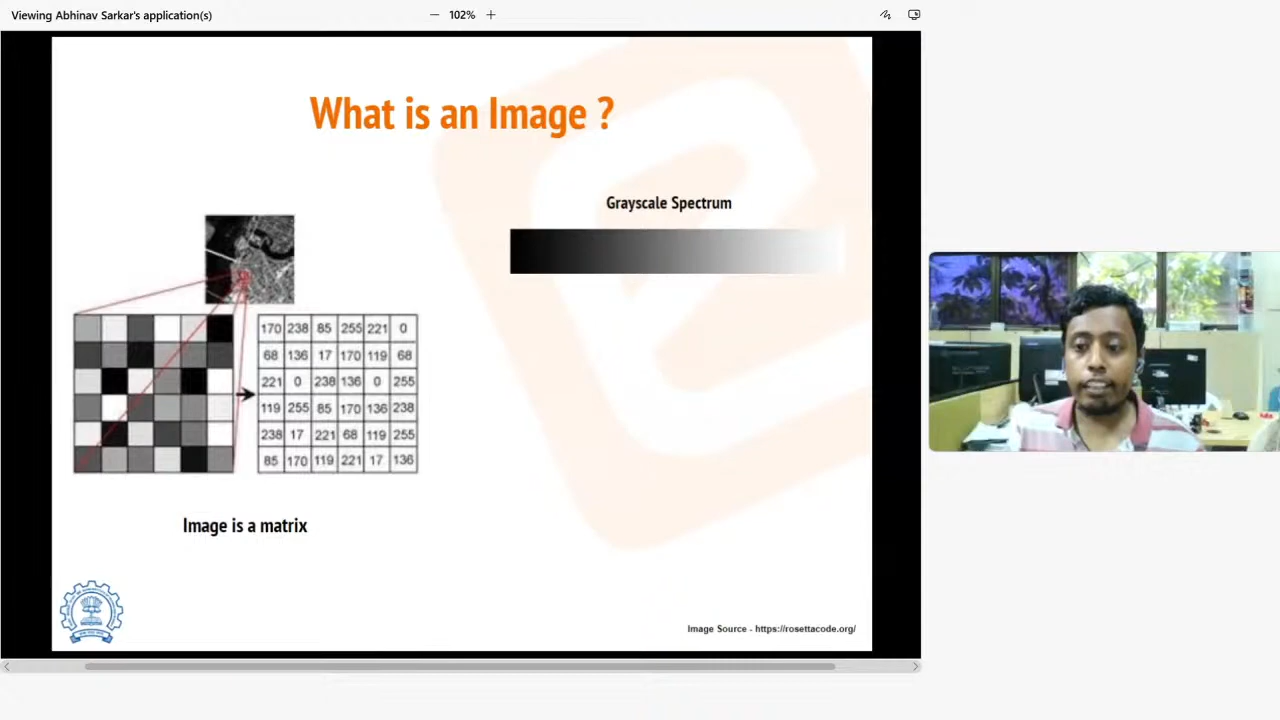 Viewing Abhinav Sarkar's application(s)
102%
What is an Image ?
Grayscale Spectrum
170 238 85 255 221 0
68 136 17 170 119 68
221 0 238 136 0 255
119 255 85 170 136 238
238 17 221 68 119 255
85 170 119 221 17 136
Image is a matrix
Image Source - https://rosettacode.org/